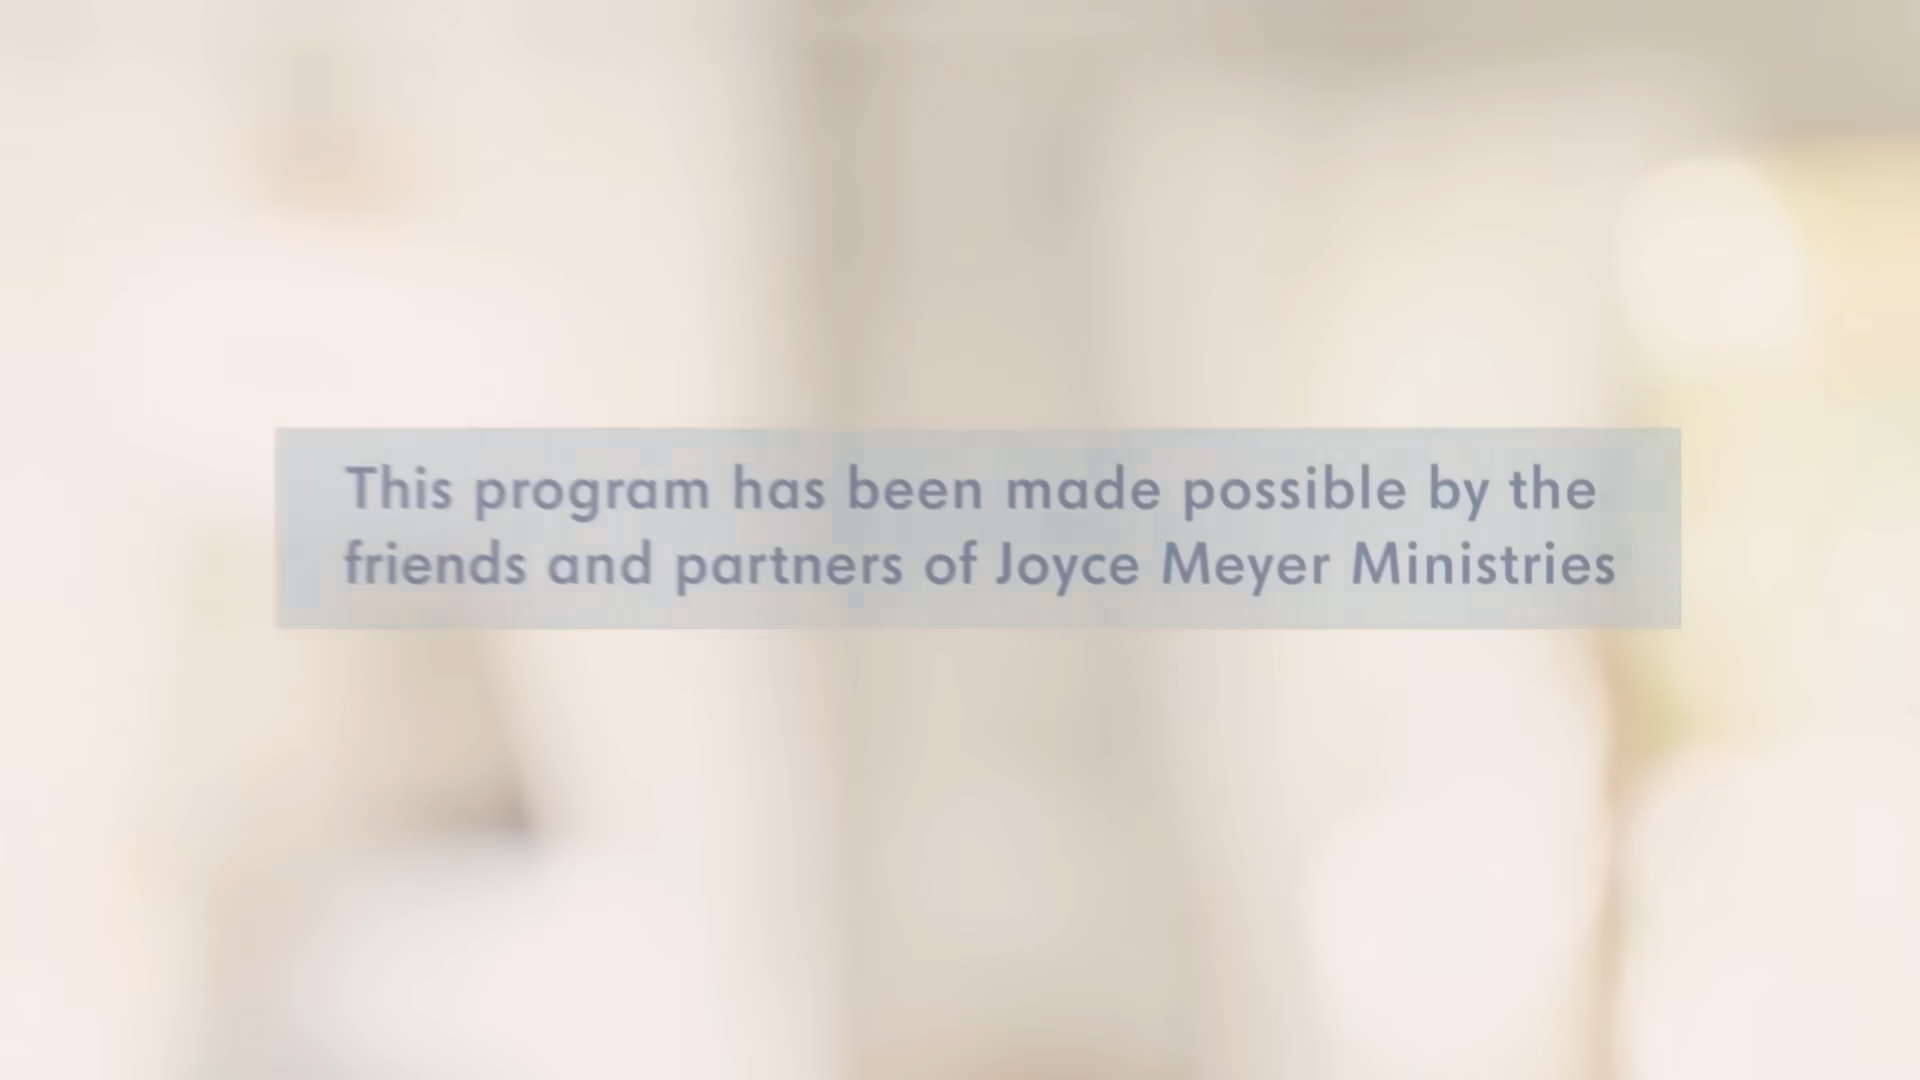 This program has been made possible by the
friends and partners of Joyce Meyer Ministries